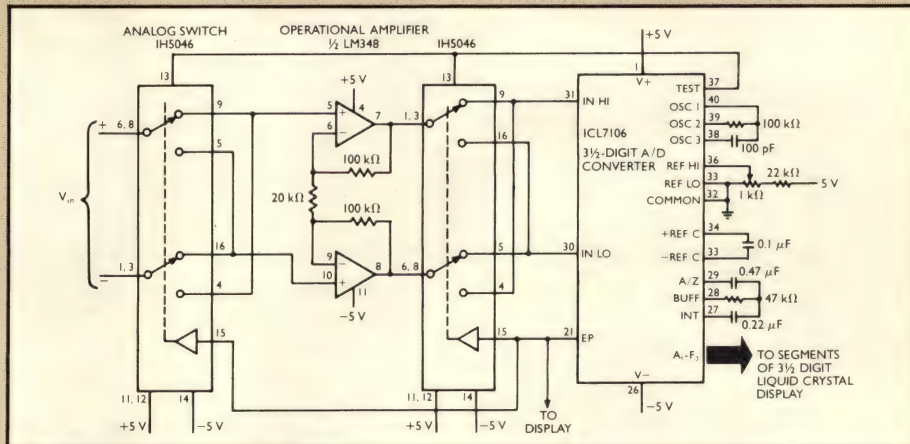 ANALOG SWITCH
IH5046
OPERATIONAL AMPLIFIER
½ LM348
IH5046
+5 V
13
13
1
V+
TEST
37
+5 V
6, 8
9
5
4
7
1, 3
9
31
IN HI
OSC 1
40
+
5
+
6
−
16
OSC 2
39
100 kΩ
OSC 3
38
100 pF
ICL7106
3½-DIGIT A/D
CONVERTER
100 kΩ
REF HI
36
22 kΩ
Vin
20 kΩ
REF LO
33
5 V
1 kΩ
COMMON
32
100 kΩ
16
5
30
IN LO
+REF C
34
0.1 μF
−REF C
33
1, 3
−
9
−
10
+
8
6, 8
4
4
11
−5 V
A/Z
29
0.47 μF
BUFF
28
47 kΩ
INT
27
0.22 μF
15
15
21
EP
A₁-F₃
TO SEGMENTS
OF 3½ DIGIT
LIQUID CRYSTAL
DISPLAY
11, 12
14
11, 12
14
TO
DISPLAY
V−
26
+5 V
−5 V
+5 V
−5 V
−5 V